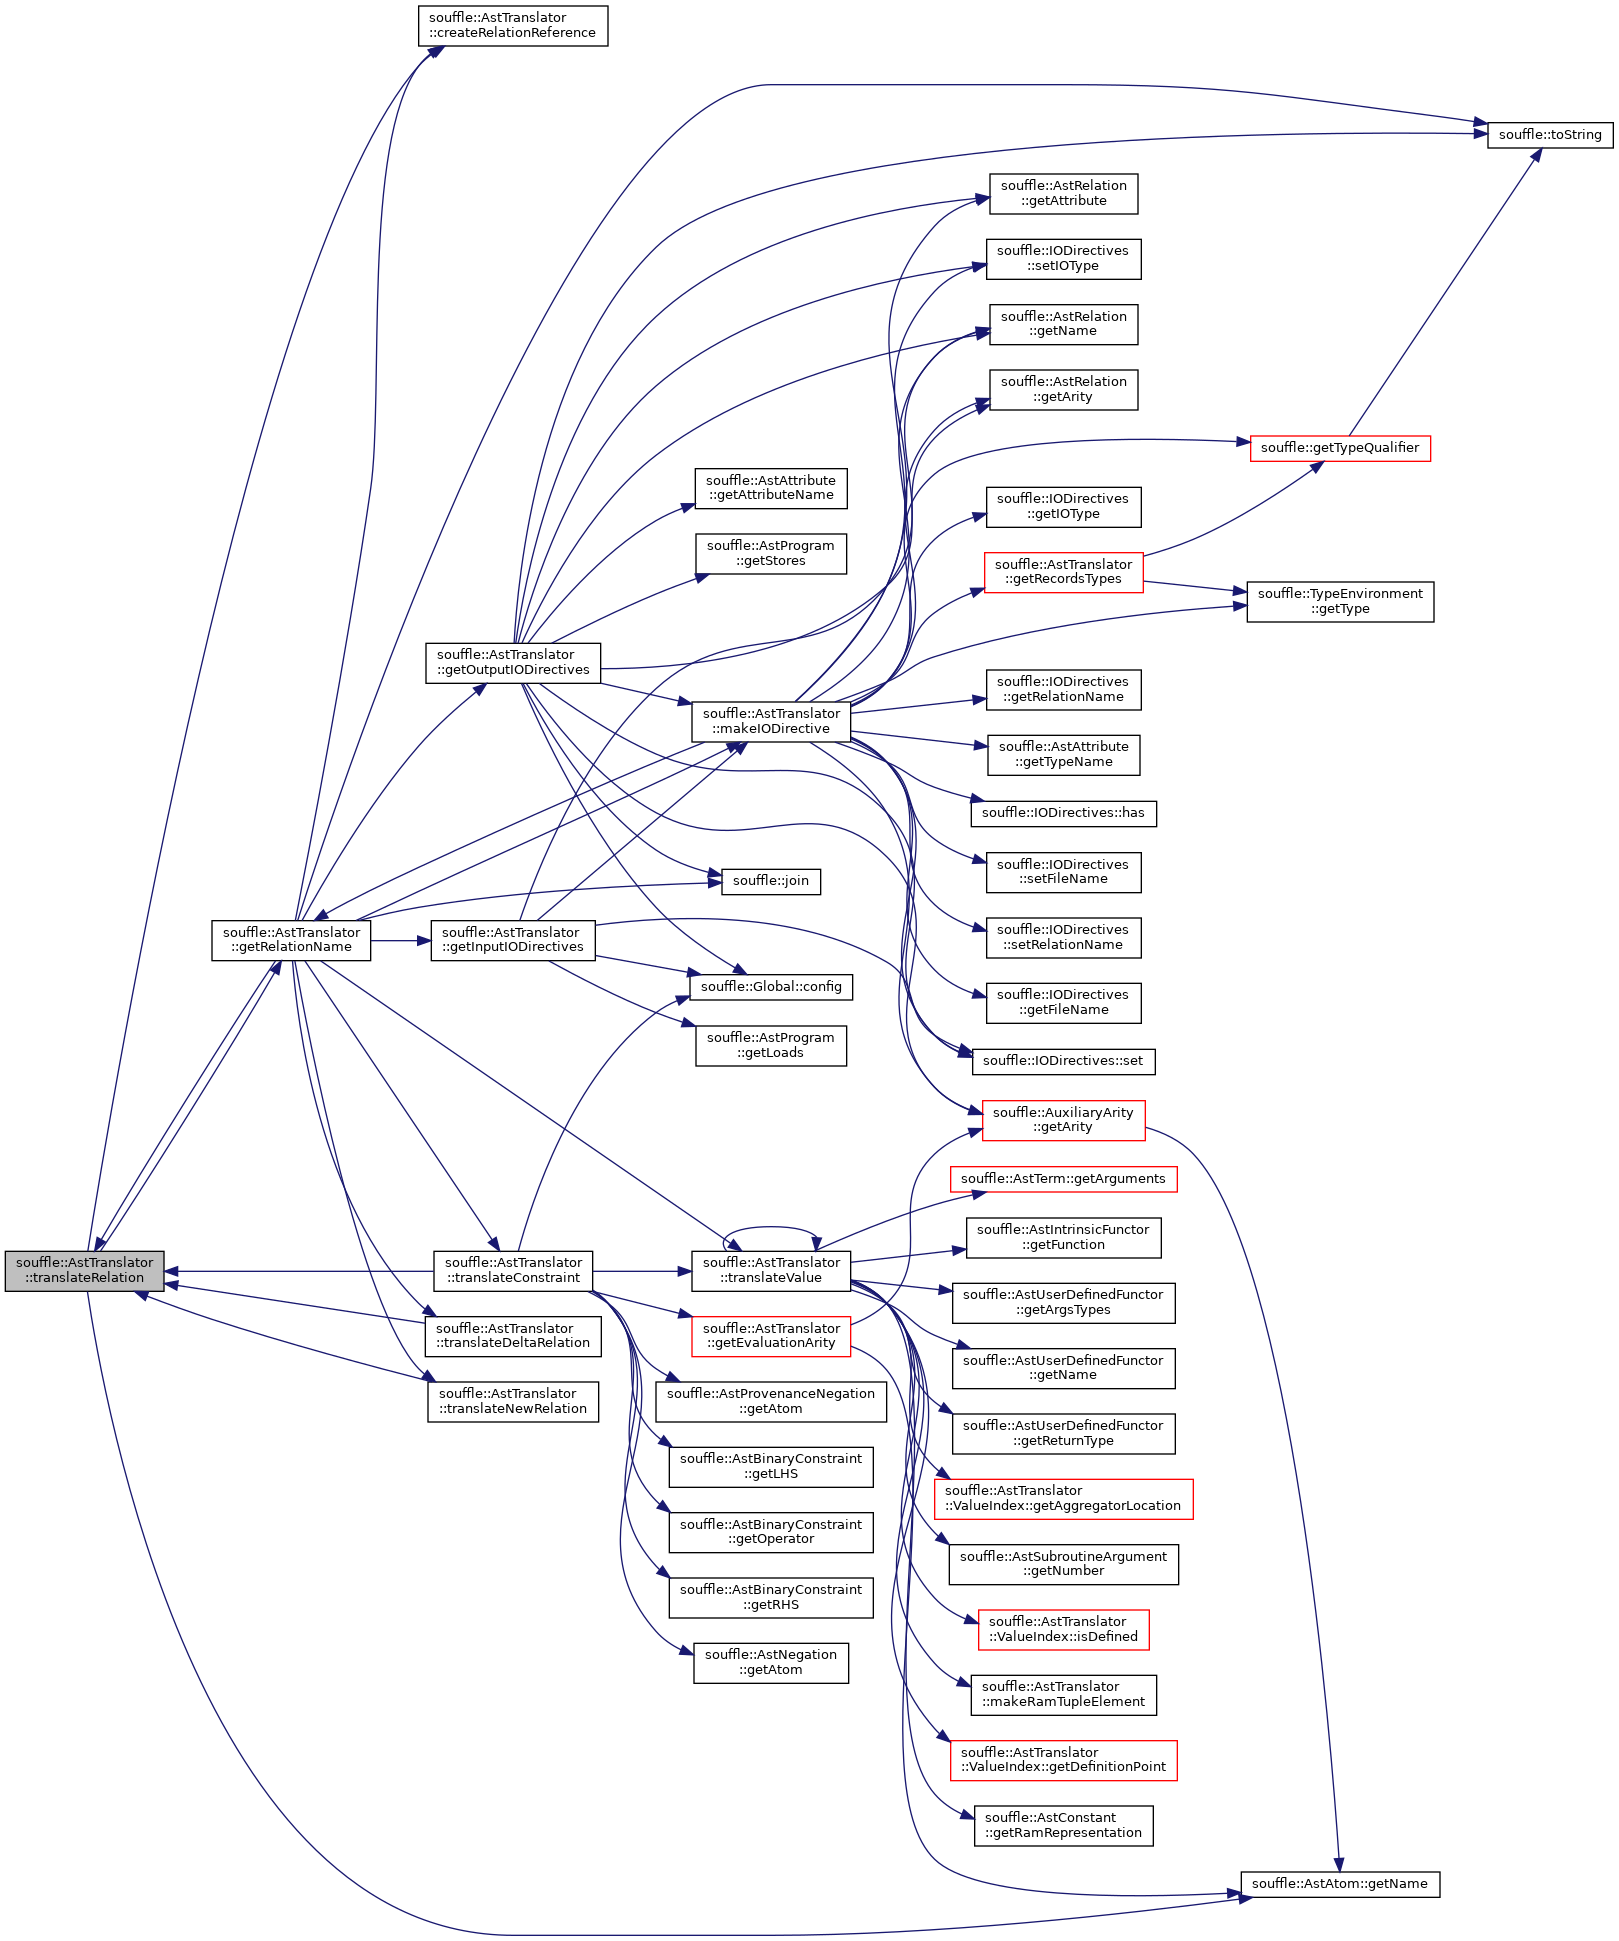 souffle::AstTranslator
::createRelationReference
souffle::toString
souffle::AstRelation
::getAttribute
souffle::IODirectives
::setIOType
souffle::AstRelation
::getName
souffle::AstRelation
::getArity
souffle::getTypeQualifier
souffle::AstAttribute
::getAttributeName
souffle::IODirectives
::getIOType
souffle::AstProgram
::getStores
souffle::AstTranslator
::getRecordsTypes
souffle::TypeEnvironment
::getType
souffle::AstTranslator
::getOutputIODirectives
souffle::IODirectives
::getRelationName
souffle::AstTranslator
::makeIODirective
souffle::AstAttribute
::getTypeName
souffle::IODirectives::has
souffle::join
souffle::IODirectives
::setFileName
souffle::AstTranslator
::getRelationName
souffle::AstTranslator
::getInputIODirectives
souffle::IODirectives
::setRelationName
souffle::Global::config
souffle::IODirectives
::getFileName
souffle::AstProgram
::getLoads
souffle::IODirectives::set
souffle::AuxiliaryArity
::getArity
souffle::AstTerm::getArguments
souffle::AstIntrinsicFunctor
::getFunction
souffle::AstTranslator
::translateRelation
souffle::AstTranslator
::translateConstraint
souffle::AstTranslator
::translateValue
souffle::AstUserDefinedFunctor
::getArgsTypes
souffle::AstTranslator
::translateDeltaRelation
souffle::AstTranslator
::getEvaluationArity
souffle::AstUserDefinedFunctor
::getName
souffle::AstTranslator
::translateNewRelation
souffle::AstProvenanceNegation
::getAtom
souffle::AstUserDefinedFunctor
::getReturnType
souffle::AstBinaryConstraint
::getLHS
souffle::AstTranslator
::ValueIndex::getAggregatorLocation
souffle::AstBinaryConstraint
::getOperator
souffle::AstSubroutineArgument
::getNumber
souffle::AstBinaryConstraint
::getRHS
souffle::AstTranslator
::ValueIndex::isDefined
souffle::AstNegation
::getAtom
souffle::AstTranslator
::makeRamTupleElement
souffle::AstTranslator
::ValueIndex::getDefinitionPoint
souffle::AstConstant
::getRamRepresentation
souffle::AstAtom::getName